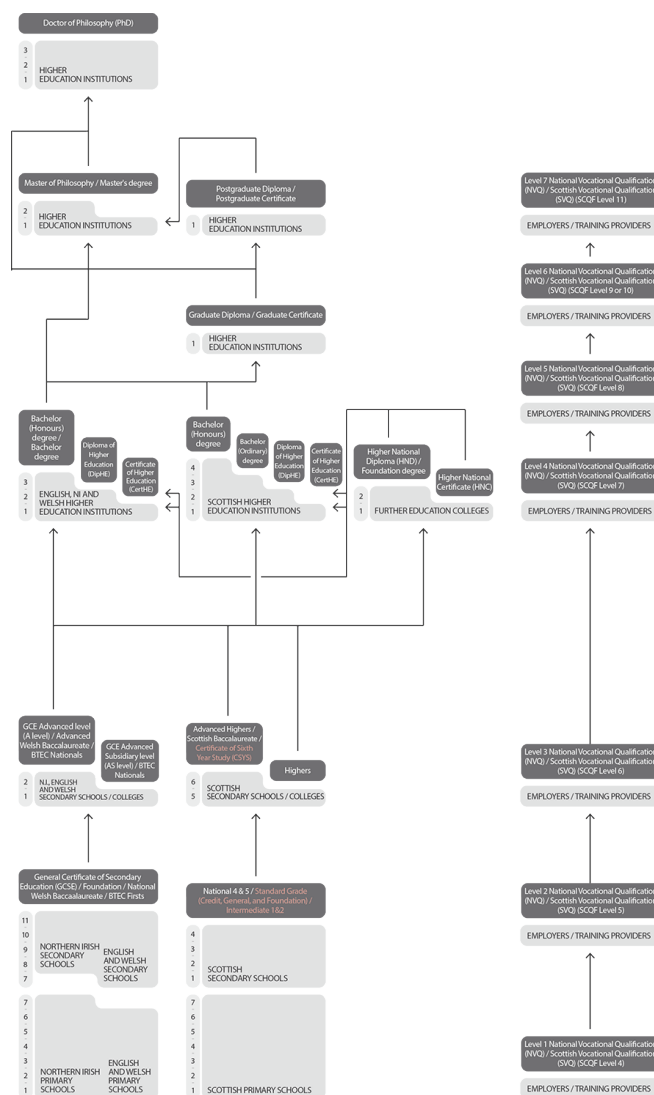 Doctor of Philosophy (PhD)
3
2
1
HIGHER
EDUCATION INSTITUTIONS
Master of Philosophy / Master's degree
2
1
HIGHER
EDUCATION INSTITUTIONS
Postgraduate Diploma /
Postgraduate Certificate
1
HIGHER
EDUCATION INSTITUTIONS
Graduate Diploma / Graduate Certificate
1
HIGHER
EDUCATION INSTITUTIONS
Bachelor
(Honours)
degree /
Bachelor
degree
Diploma of
Higher
Education
(DipHE)
Certificate
of Higher
Education
(CertHE)
3
2
1
ENGLISH, NI AND
WELSH HIGHER
EDUCATION INSTITUTIONS
Bachelor
(Honours)
degree
Bachelor
(Ordinary)
degree
Diploma of
Higher
Education
(DipHE)
Certificate
of Higher
Education
(CertHE)
4
3
2
1
SCOTTISH HIGHER
EDUCATION INSTITUTIONS
Higher National
Diploma (HND) /
Foundation degree
Higher National
Certificate (HNC)
2
1
FURTHER EDUCATION COLLEGES
GCE Advanced level
(A level) / Advanced
Welsh Baccalaureate /
BTEC Nationals
GCE Advanced
Subsidiary level
(AS level) / BTEC
Nationals
2
1
N.I., ENGLISH
AND WELSH
SECONDARY SCHOOLS / COLLEGES
Advanced Highers /
Scottish Baccalaureate /
Certificate of Sixth
Year Study (CSYS)
Highers
6
5
SCOTTISH
SECONDARY SCHOOLS / COLLEGES
General Certificate of Secondary
Education (GCSE) / Foundation / National
Welsh Baccaalaureate / BTEC Firsts
11
10
9
8
7
NORTHERN IRISH
SECONDARY
SCHOOLS
ENGLISH
AND WELSH
SECONDARY
SCHOOLS
National 4 & 5 / Standard Grade
(Credit, General, and Foundation) /
Intermediate 1&2
4
3
2
1
SCOTTISH
SECONDARY SCHOOLS
7
6
5
4
3
2
1
NORTHERN IRISH
PRIMARY
SCHOOLS
ENGLISH
AND WELSH
PRIMARY
SCHOOLS
7
6
5
4
3
2
1
SCOTTISH PRIMARY SCHOOLS
Level 7 National Vocational Qualification
(NVQ) / Scottish Vocational Qualification
(SVQ) (SCQF Level 11)
EMPLOYERS / TRAINING PROVIDERS
Level 6 National Vocational Qualification
(NVQ) / Scottish Vocational Qualification
(SVQ) (SCQF Level 9 or 10)
EMPLOYERS / TRAINING PROVIDERS
Level 5 National Vocational Qualification
(NVQ) / Scottish Vocational Qualification
(SVQ) (SCQF Level 8)
EMPLOYERS / TRAINING PROVIDERS
Level 4 National Vocational Qualification
(NVQ) / Scottish Vocational Qualification
(SVQ) (SCQF Level 7)
EMPLOYERS / TRAINING PROVIDERS
Level 3 National Vocational Qualification
(NVQ) / Scottish Vocational Qualification
(SVQ) (SCQF Level 6)
EMPLOYERS / TRAINING PROVIDERS
Level 2 National Vocational Qualification
(NVQ) / Scottish Vocational Qualification
(SVQ) (SCQF Level 5)
EMPLOYERS / TRAINING PROVIDERS
Level 1 National Vocational Qualification
(NVQ) / Scottish Vocational Qualification
(SVQ) (SCQF Level 4)
EMPLOYERS / TRAINING PROVIDERS